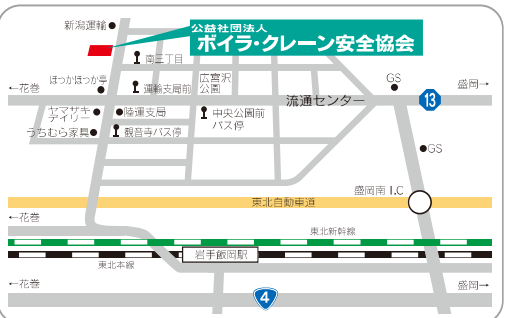 新潟運輸
公益社団法人
ボイラ・クレーン安全協会
南三丁目
ほっかほっか亭
運輸支局前
広宮沢
公園
GS
盛岡→
←花巻
流通センター
13
ヤマザキ
デイリー
陸運支局
中央公園前
バス停
うちむら家具
観音寺バス停
GS
盛岡南 I.C
東北自動車道
←花巻
東北新幹線
岩手飯岡駅
東北本線
←花巻
盛岡→
4